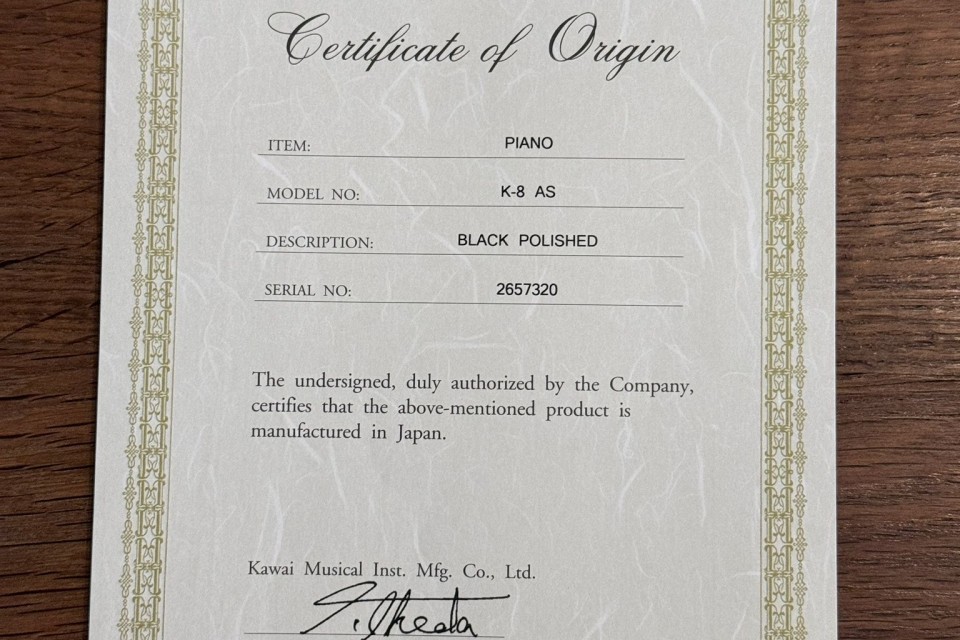 Certificate of Origin
ITEM: PIANO
MODEL NO: K-8 AS
DESCRIPTION: BLACK POLISHED
SERIAL NO: 2657320
The undersigned, duly authorized by the Company,
certifies that the above-mentioned product is
manufactured in Japan.
Kawai Musical Inst. Mfg. Co., Ltd.